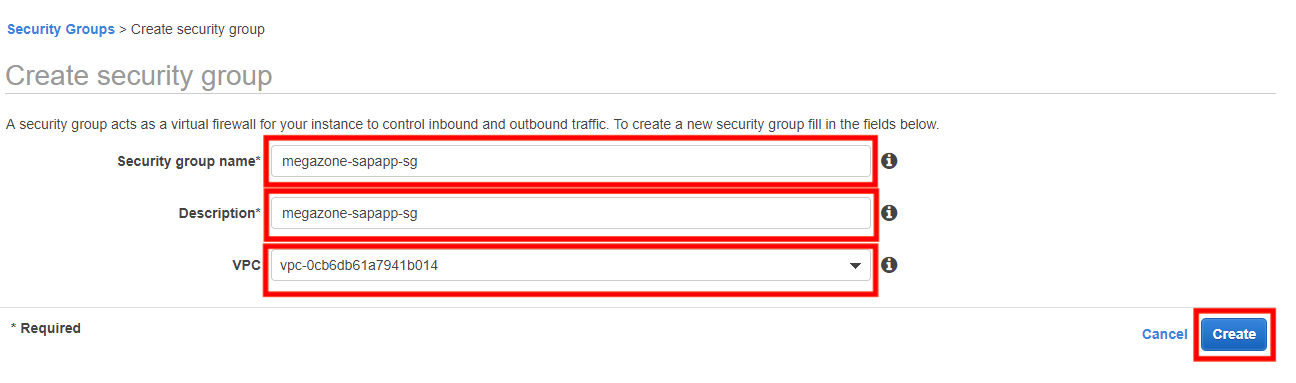 Security Groups > Create security group
Create security group
A security group acts as a virtual firewall for your instance to control inbound and outbound traffic. To create a new security group fill in the fields below.
Security group name* megazone-sapapp-sg
Description* megazone-sapapp-sg
VPC vpc-0cb6db61a7941b014
* Required
Cancel Create